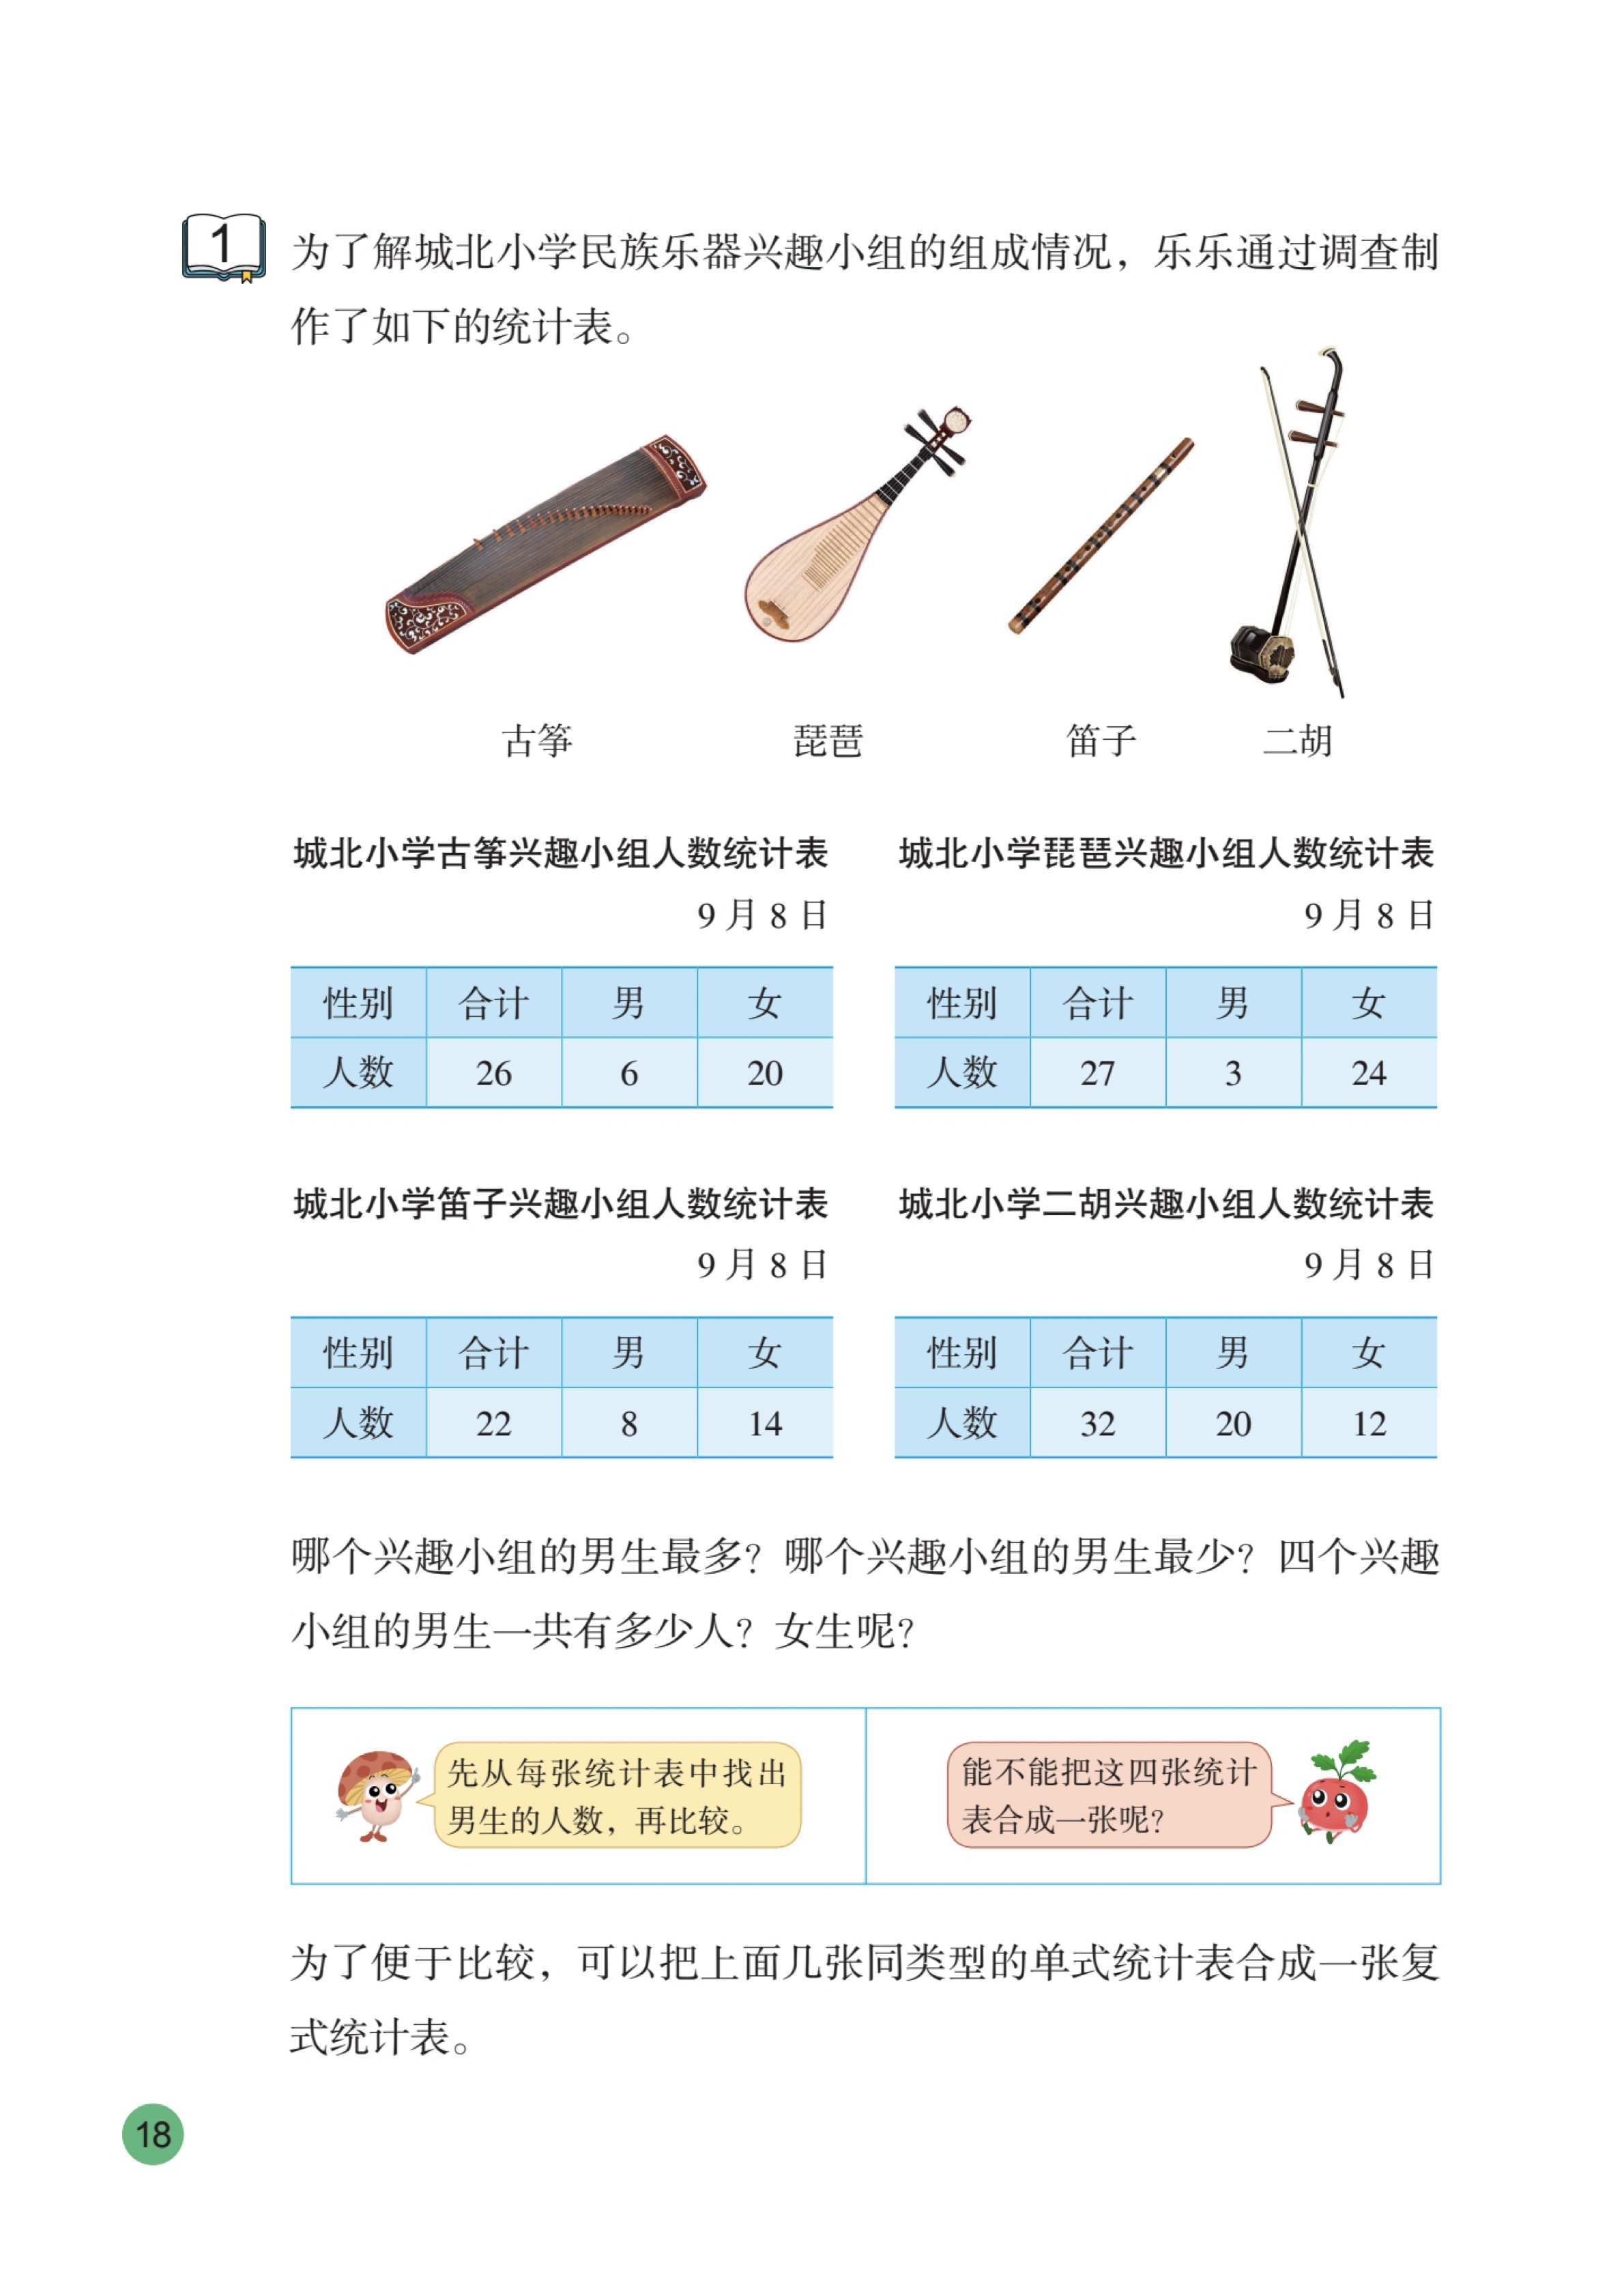 1 为了解城北小学民族乐器兴趣小组的组成情况，乐乐通过调查制
作了如下的统计表。
古筝 琵琶 笛子 二胡
城北小学古筝兴趣小组人数统计表
9 月 8 日
性别 合计 男 女
人数 26 6 20
城北小学琵琶兴趣小组人数统计表
9 月 8 日
性别 合计 男 女
人数 27 3 24
城北小学笛子兴趣小组人数统计表
9 月 8 日
性别 合计 男 女
人数 22 8 14
城北小学二胡兴趣小组人数统计表
9 月 8 日
性别 合计 男 女
人数 32 20 12
哪个兴趣小组的男生最多？哪个兴趣小组的男生最少？四个兴趣
小组的男生一共有多少人？女生呢？
先从每张统计表中找出
男生的人数，再比较。
能不能把这四张统计
表合成一张呢？
为了便于比较，可以把上面几张同类型的单式统计表合成一张复
式统计表。
18